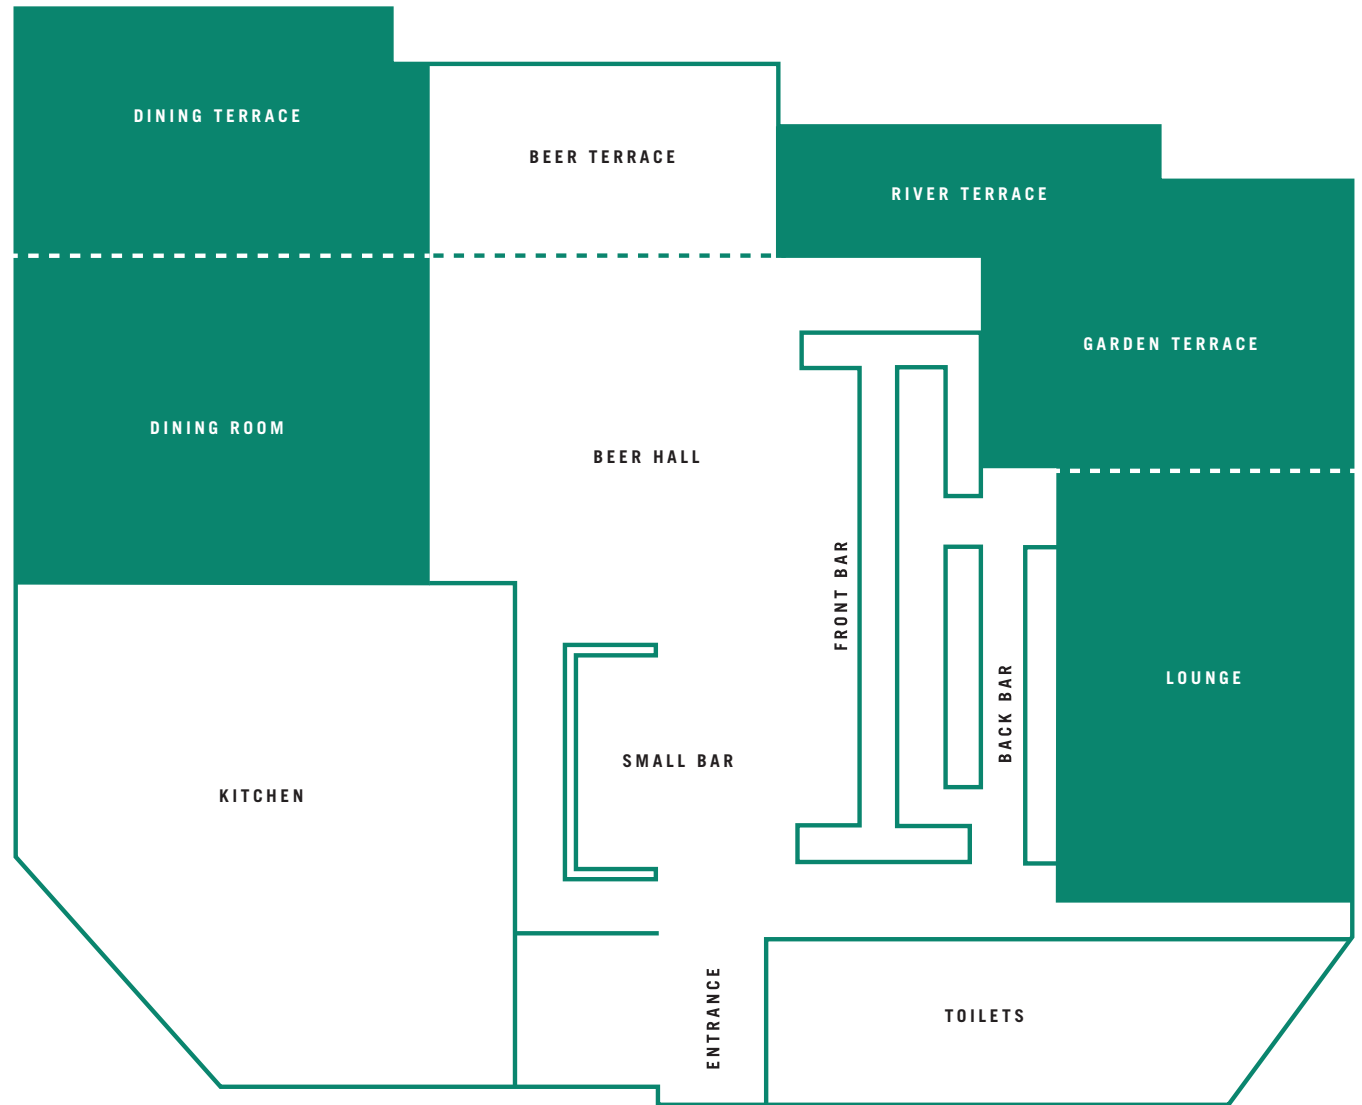 DINING TERRACE
BEER TERRACE
RIVER TERRACE
GARDEN TERRACE
DINING ROOM
BEER HALL
FRONT BAR
BACK BAR
LOUNGE
SMALL BAR
KITCHEN
ENTRANCE
TOILETS